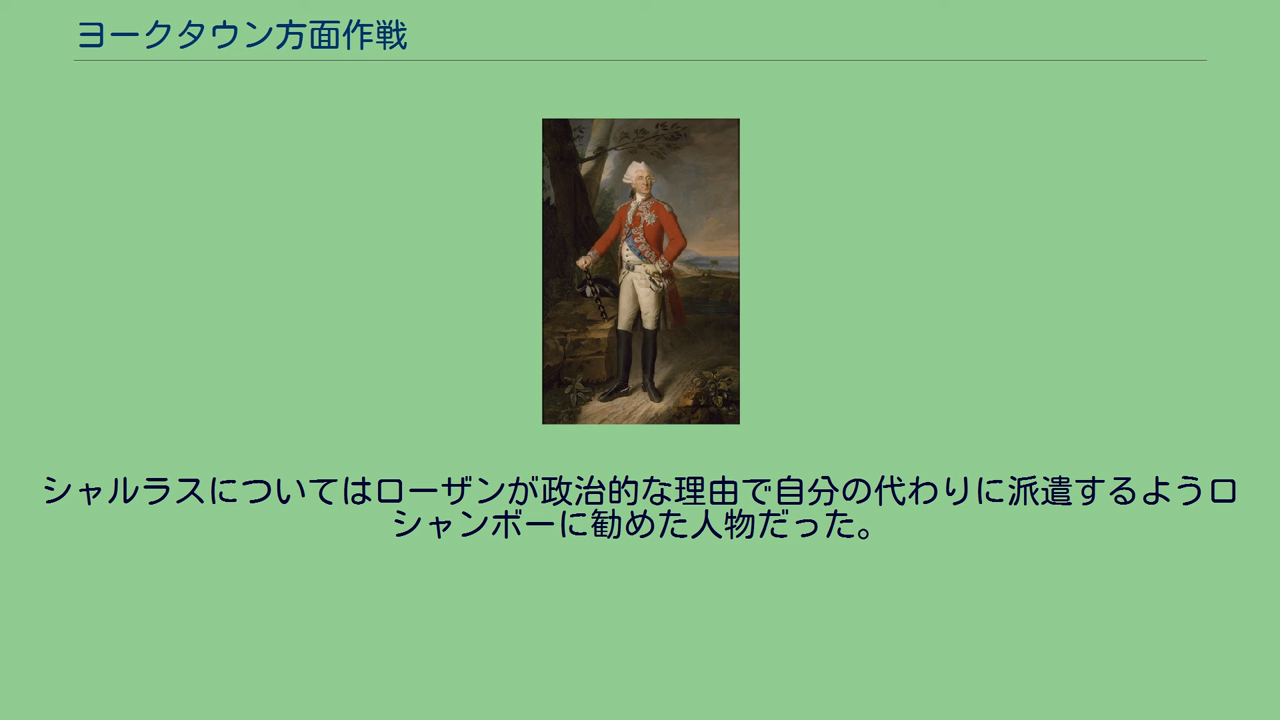 ヨークタウン方面作戦
シャルラスについてはローザンが政治的な理由で自分の代わりに派遣するようロ
シャンボーに勧めた人物だった。